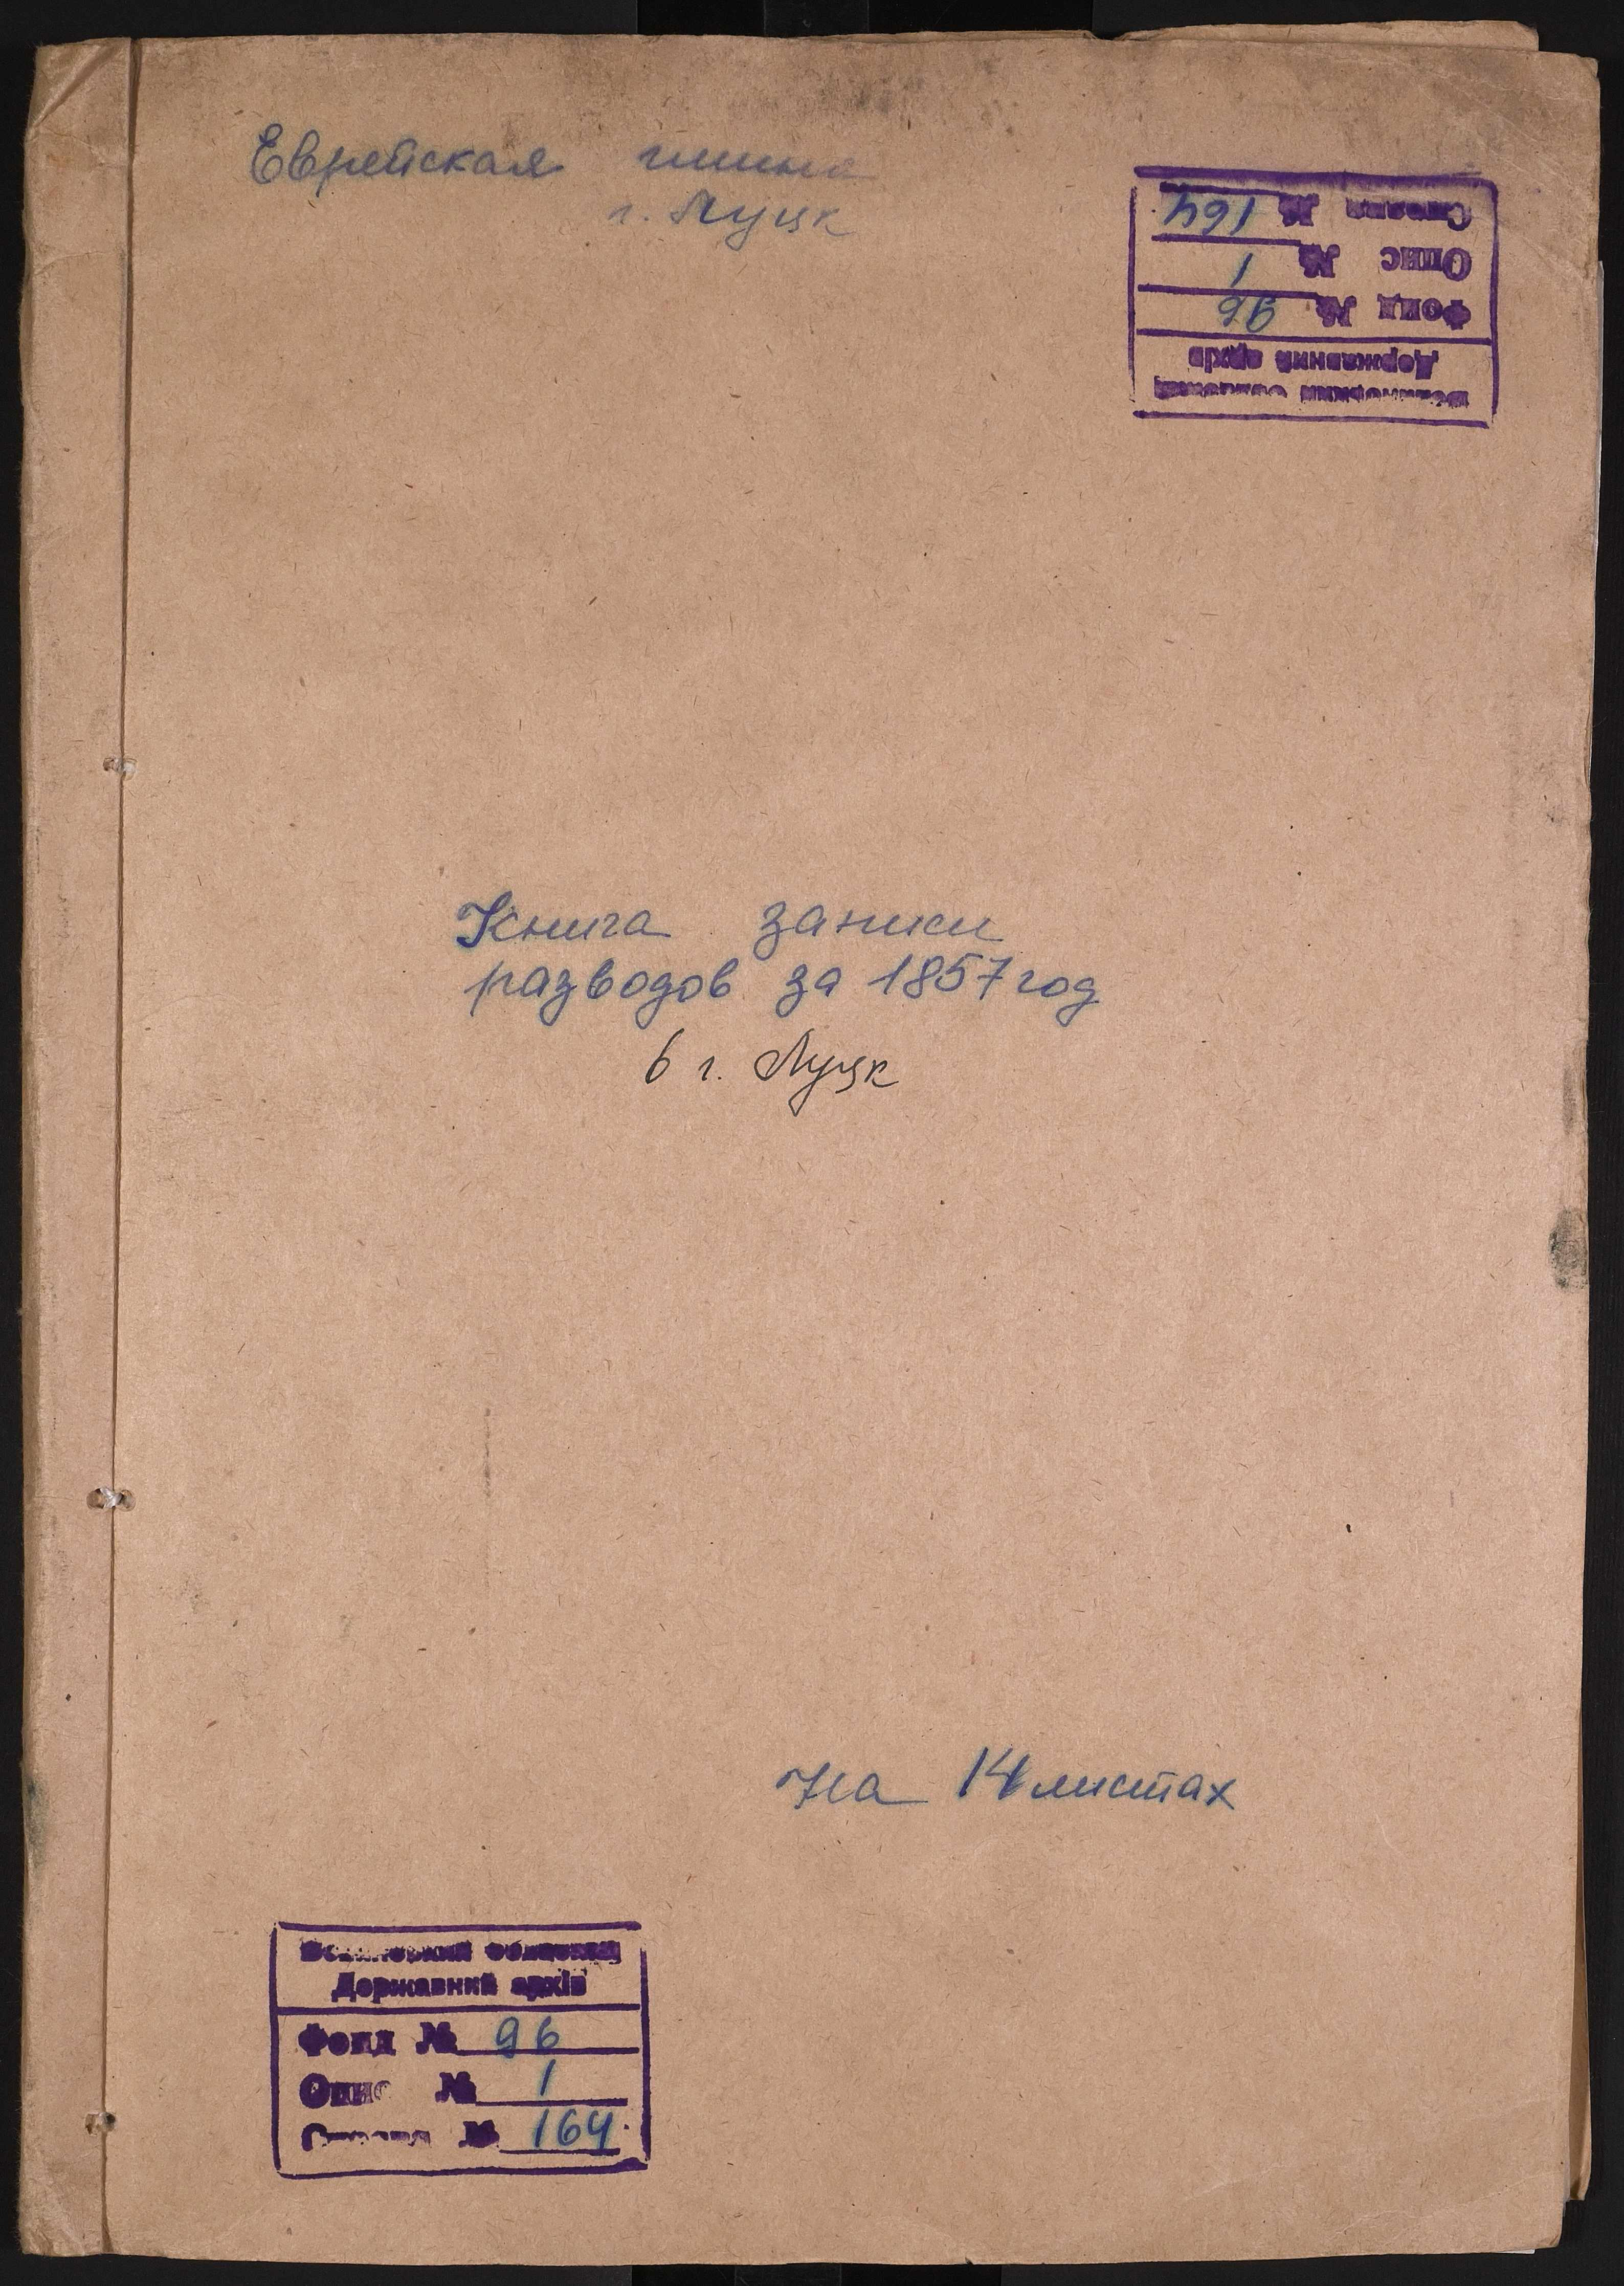 Еврейская гмина
г. Луцк
Справа № 164
Опис № 1
Фонд № 96
Державний архів
Волинський обласний
Книга записи
разводов за 1857 год
в г. Луцк
На 14 листах
Волинський обласний
Державний архів
Фонд № 96
Опис № 1
Справа № 164